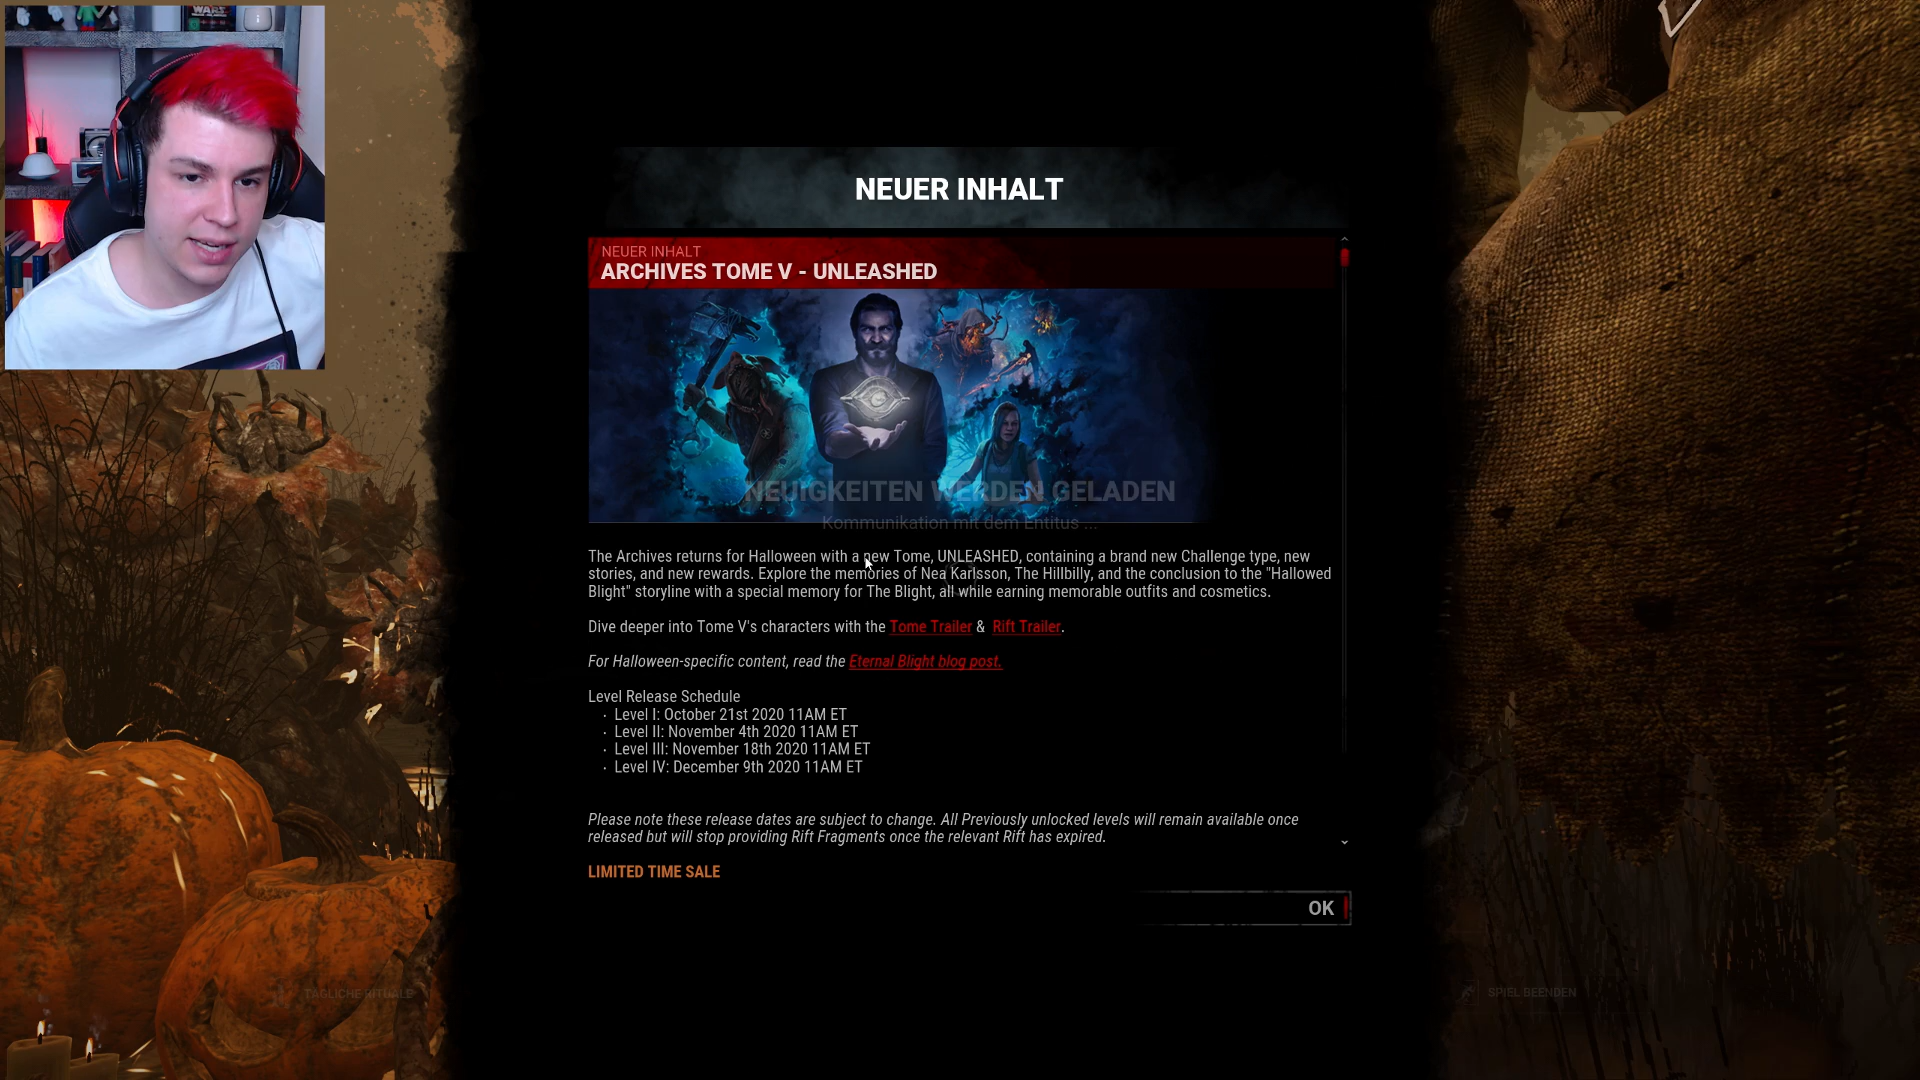 NEUER INHALT
NEUER INHALT
ARCHIVES TOME V - UNLEASHED
NEUIGKEITEN WERDEN GELADEN
Kommunikation mit dem Entitus ...
The Archives returns for Halloween with a new Tome, UNLEASHED, containing a brand new Challenge type, new
stories, and new rewards. Explore the memories of Nea Karlsson, The Hillbilly, and the conclusion to the "Hallowed
Blight" storyline with a special memory for The Blight, all while earning memorable outfits and cosmetics.
Dive deeper into Tome V's characters with the Tome Trailer & Rift Trailer.
For Halloween-specific content, read the Eternal Blight blog post.
Level Release Schedule
· Level I: October 21st 2020 11AM ET
· Level II: November 4th 2020 11AM ET
· Level III: November 18th 2020 11AM ET
· Level IV: December 9th 2020 11AM ET
Please note these release dates are subject to change. All Previously unlocked levels will remain available once
released but will stop providing Rift Fragments once the relevant Rift has expired.
LIMITED TIME SALE
OK
TÄGLICHE RITUALE
SPIEL BEENDEN